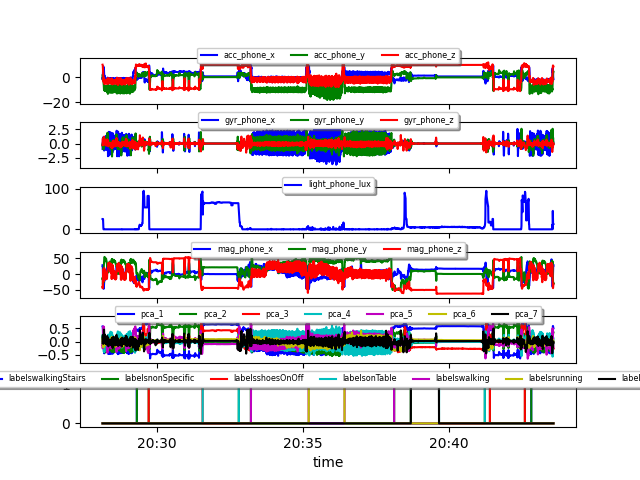 acc_phone_x acc_phone_y acc_phone_z
0
−20
gyr_phone_x gyr_phone_y gyr_phone_z
2.5
0.0
−2.5
light_phone_lux
100
0
mag_phone_x mag_phone_y mag_phone_z
50
0
−50
pca_1 pca_2 pca_3 pca_4 pca_5 pca_6 pca_7
0.5
0.0
−0.5
labelswalkingStairs labelsnonSpecific labelsshoesOnOff labelsonTable labelswalking labelsrunning label
0
20:30 20:35 20:40
time